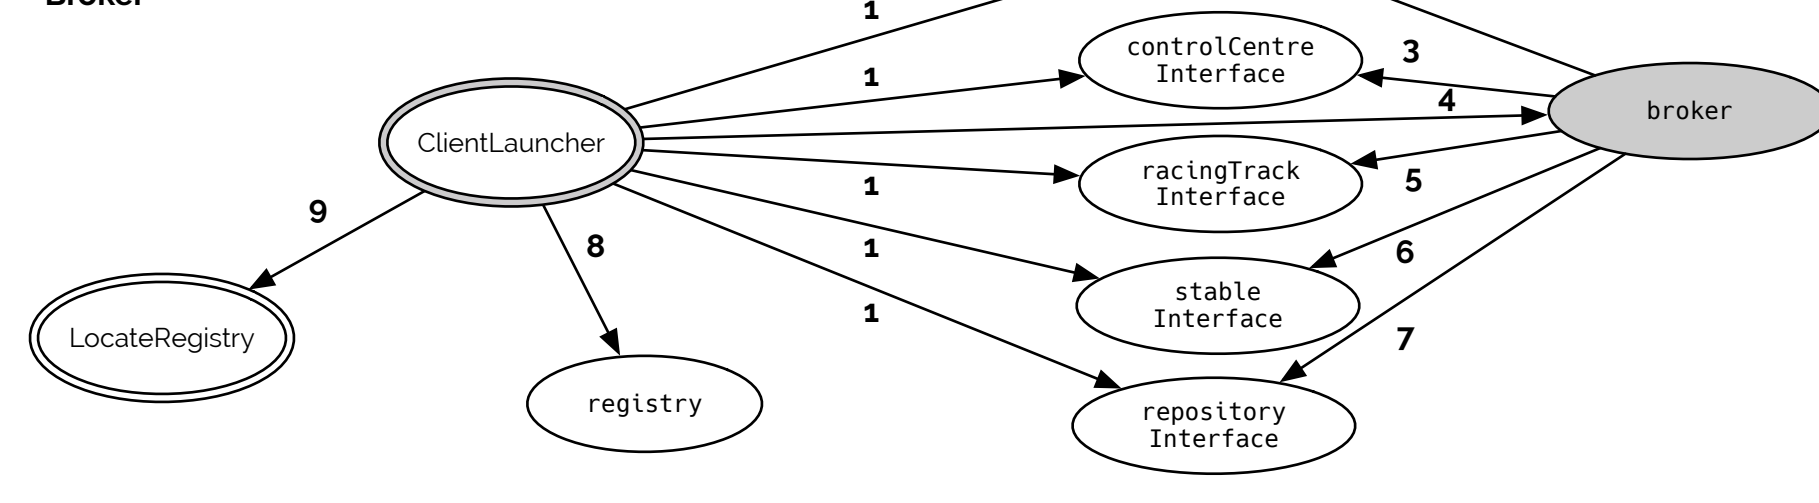 Broker
1
controlCentre
Interface
3
1
4
broker
ClientLauncher
racingTrack
Interface
1
5
9
8
1
6
stable
Interface
LocateRegistry
1
7
registry
repository
Interface